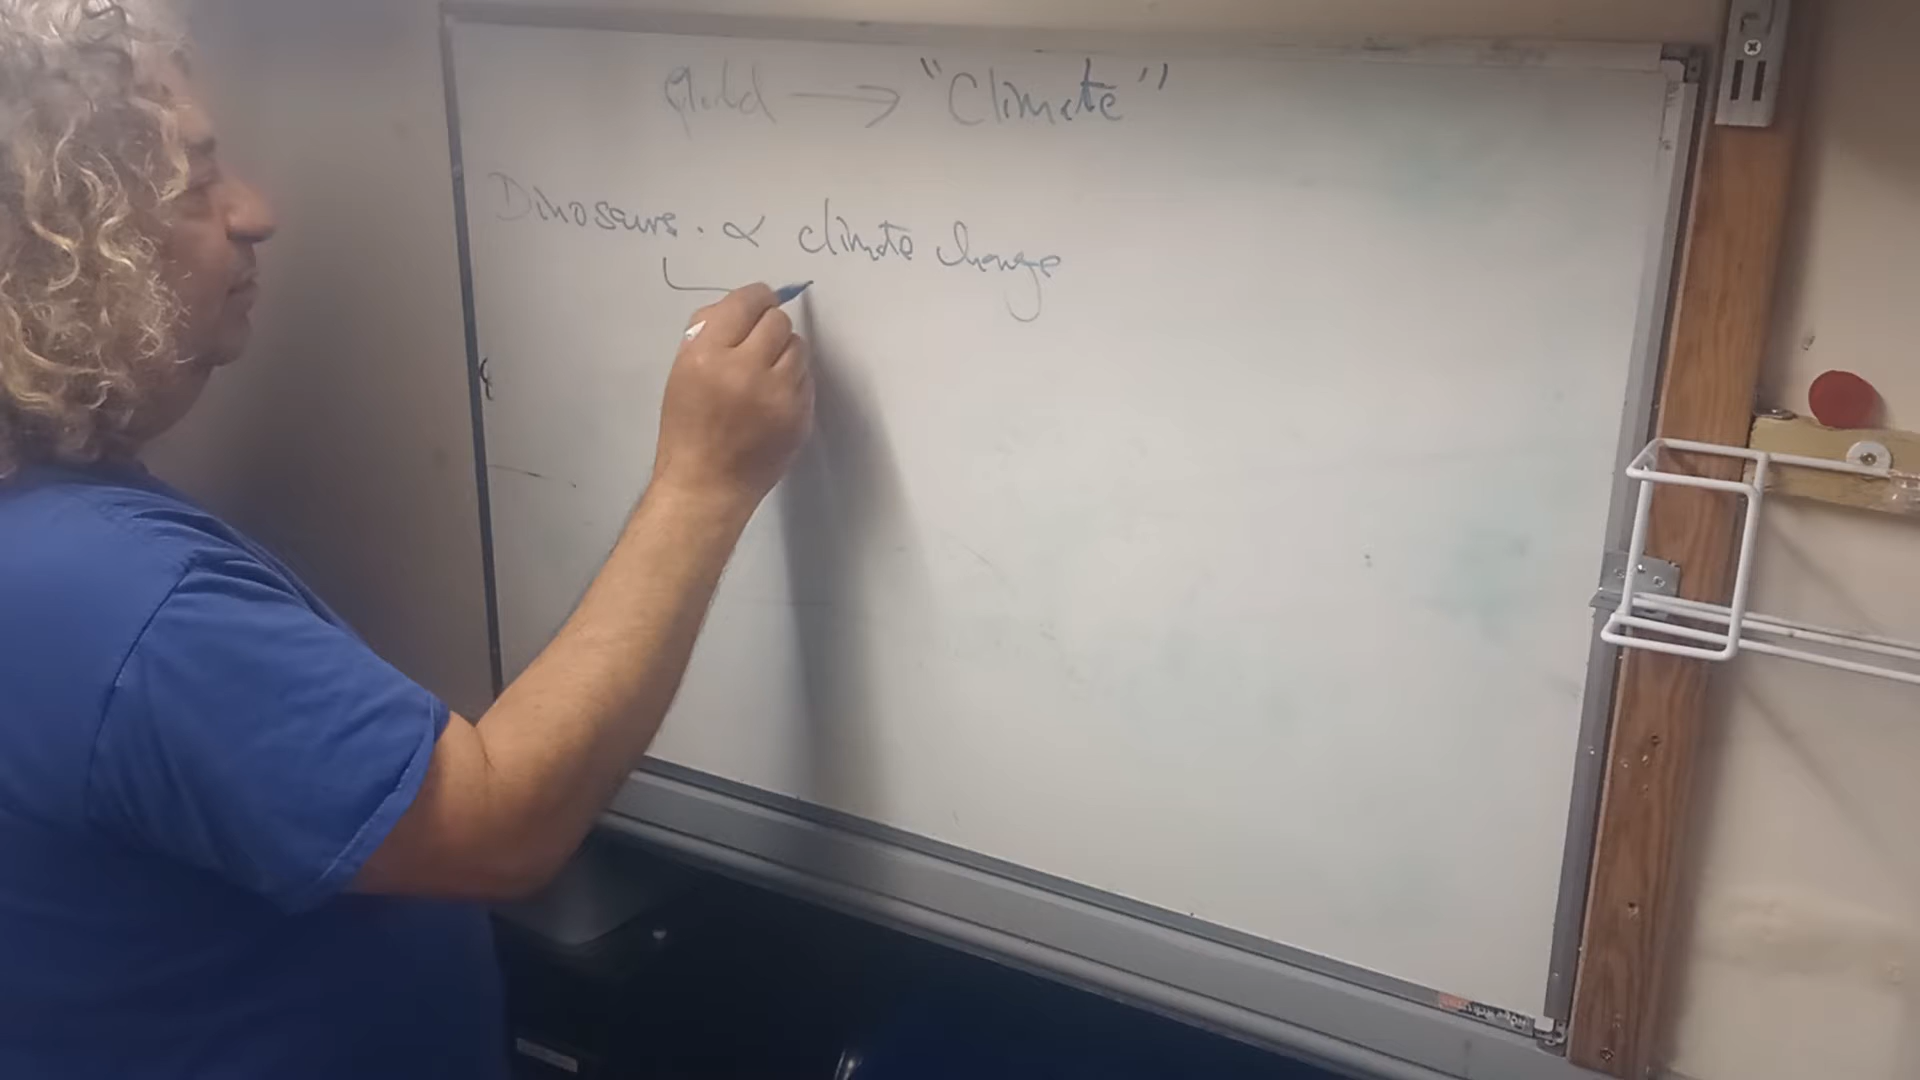 → "Climate"
Dinosaurs. ∝ climate change